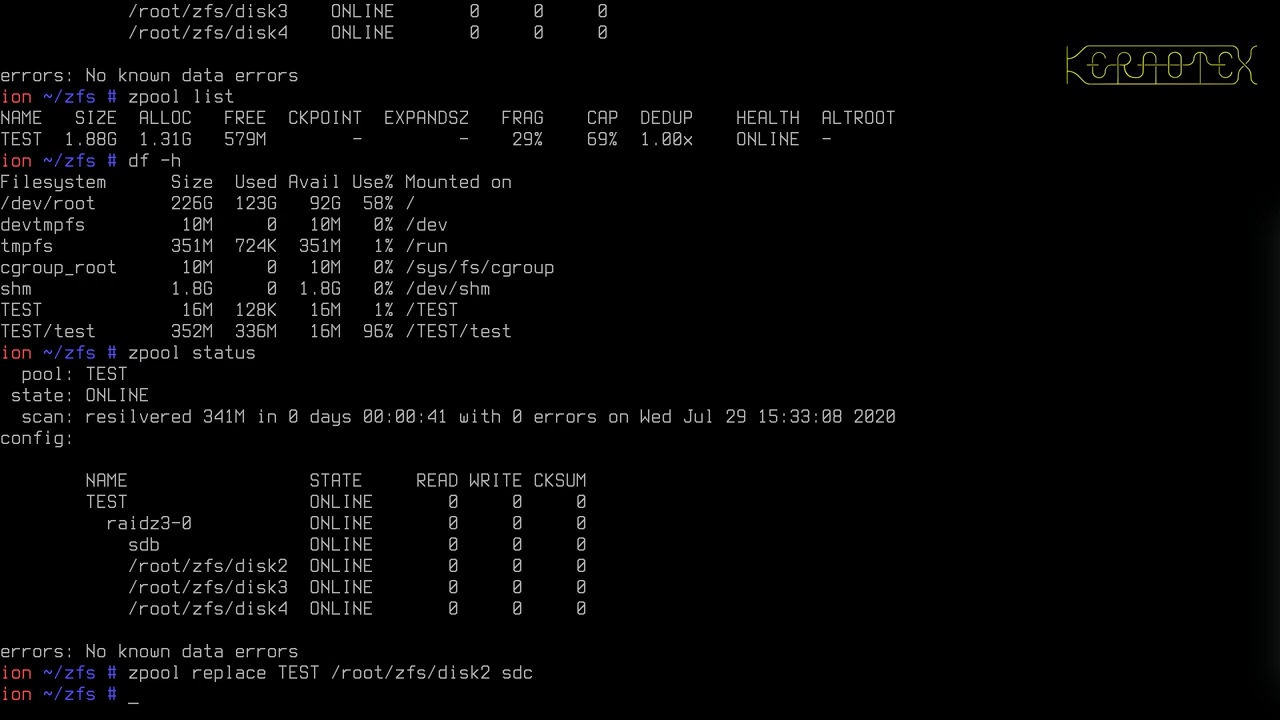 /root/zfs/disk3    ONLINE       0     0     0
/root/zfs/disk4    ONLINE       0     0     0
KERNOTEX
errors: No known data errors
ion ~/zfs # zpool list
NAME   SIZE  ALLOC   FREE  CKPOINT  EXPANDSZ   FRAG    CAP  DEDUP    HEALTH  ALTROOT
TEST  1.88G  1.31G   579M        -         -    29%    69%  1.00x    ONLINE  -
ion ~/zfs # df -h
Filesystem      Size  Used Avail Use% Mounted on
/dev/root       226G  123G   92G  58% /
devtmpfs         10M     0   10M   0% /dev
tmpfs           351M  724K  351M   1% /run
cgroup_root      10M     0   10M   0% /sys/fs/cgroup
shm             1.8G     0  1.8G   0% /dev/shm
TEST             16M  128K   16M   1% /TEST
TEST/test       352M  336M   16M  96% /TEST/test
ion ~/zfs # zpool status
  pool: TEST
 state: ONLINE
  scan: resilvered 341M in 0 days 00:00:41 with 0 errors on Wed Jul 29 15:33:08 2020
config:
        NAME                 STATE     READ WRITE CKSUM
        TEST                 ONLINE       0     0     0
          raidz3-0           ONLINE       0     0     0
            sdb              ONLINE       0     0     0
            /root/zfs/disk2  ONLINE       0     0     0
            /root/zfs/disk3  ONLINE       0     0     0
            /root/zfs/disk4  ONLINE       0     0     0
errors: No known data errors
ion ~/zfs # zpool replace TEST /root/zfs/disk2 sdc
ion ~/zfs # _